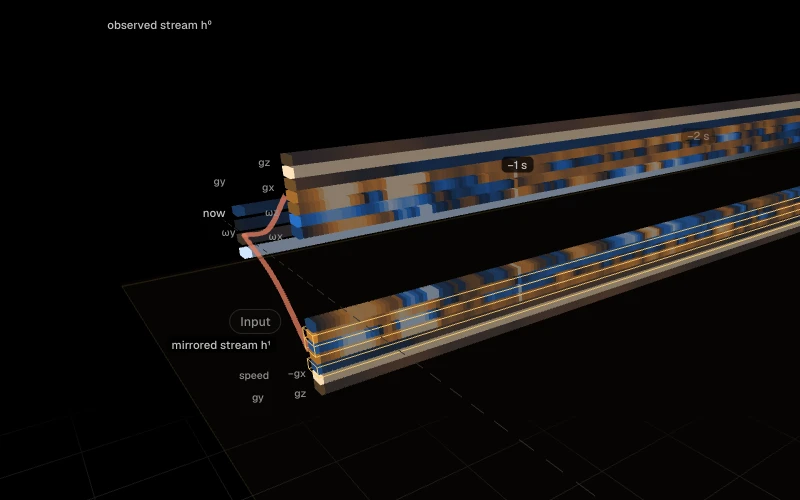 observed stream h⁰
−1 s
−2 s
gz
gy
gx
now
ωz
ωy
ωx
Input
mirrored stream h¹
speed
−gx
gy
gz